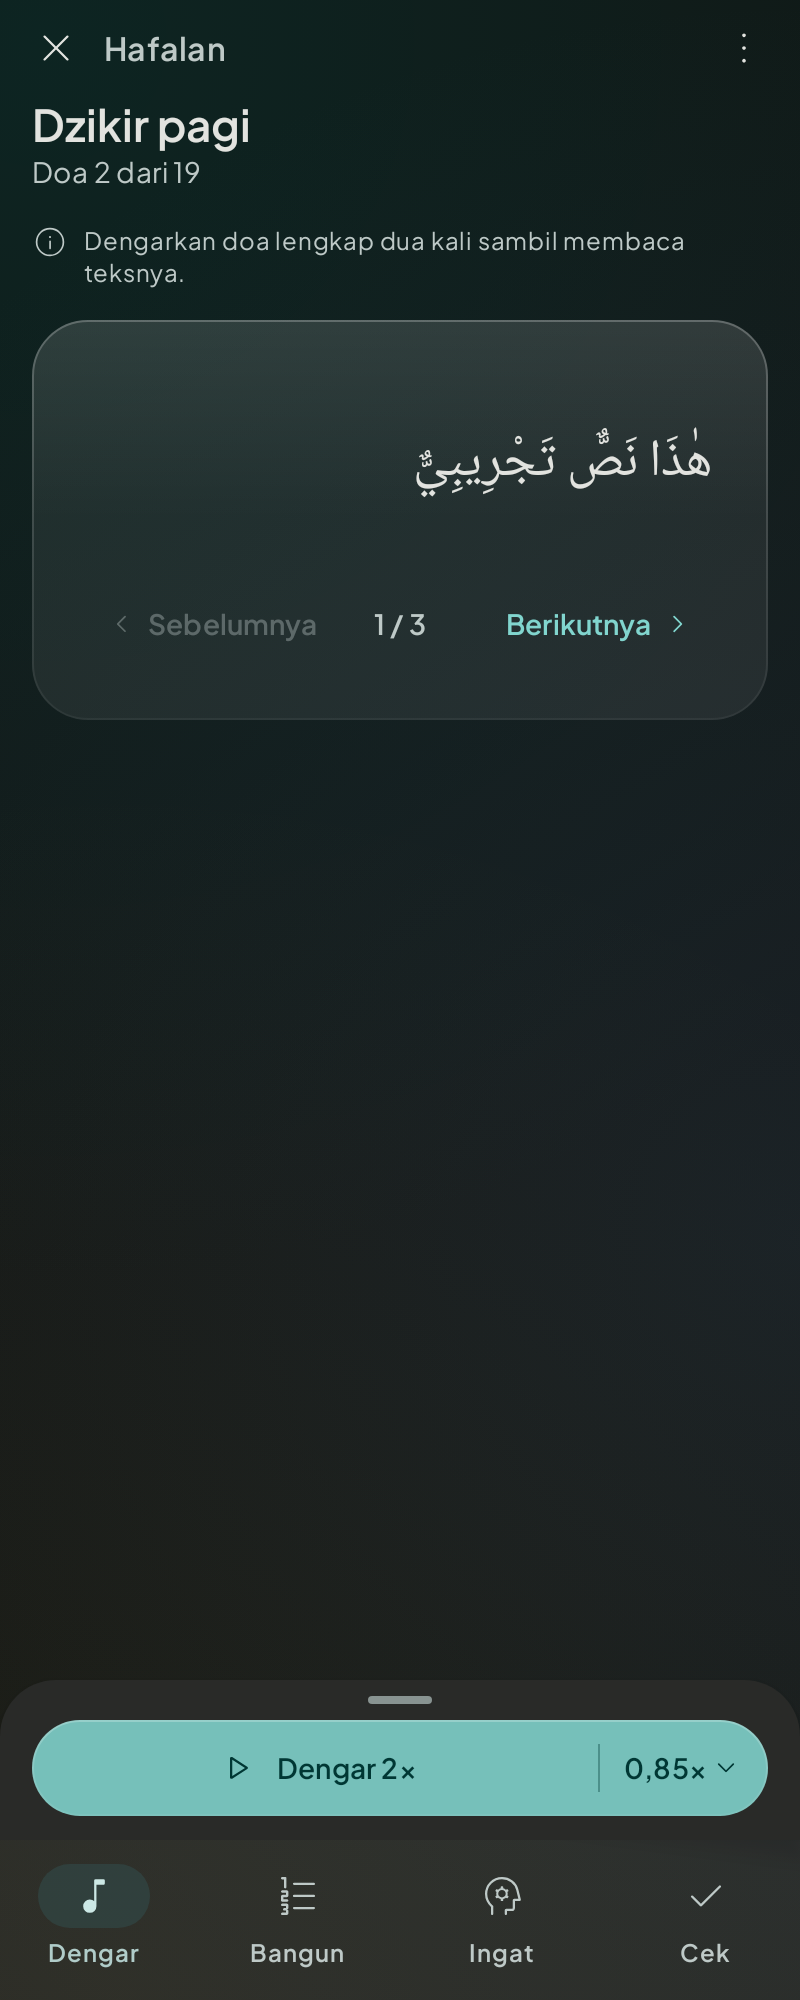 Hafalan
Dzikir pagi
Doa 2 dari 19
Dengarkan doa lengkap dua kali sambil membaca
teksnya.
هٰذَا نَصٌّ تَجْرِيبِيٌّ
Sebelumnya 1 / 3 Berikutnya
Dengar 2× 0,85×
Dengar Bangun Ingat Cek